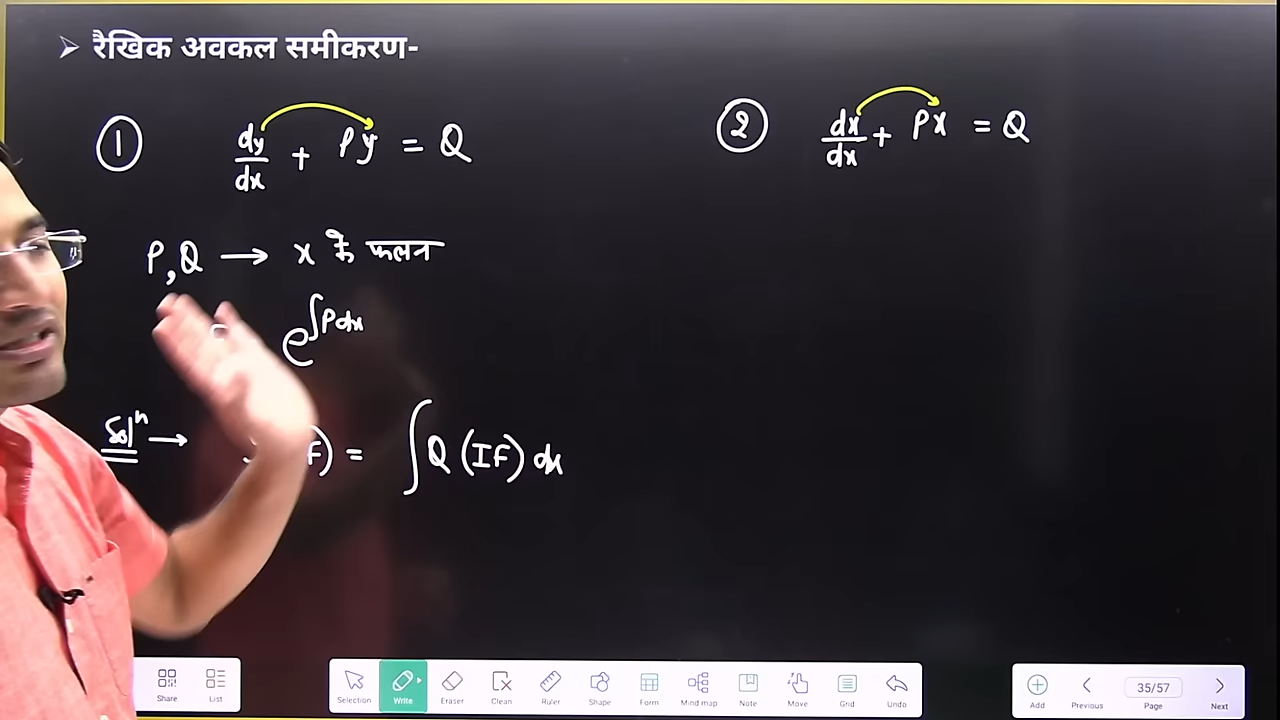 ➢ रैखिक अवकल समीकरण-
① dy/dx + Py = Q
② dx/dx + Px = Q
P,Q → x के फलन
e^∫Pdx
Solⁿ → F) = ∫Q (IF) dx
Share
List
Selection
Write
Eraser
Clean
Ruler
Shape
Form
Mind map
Note
Move
Grid
Undo
Add
Previous
35/57
Page
Next